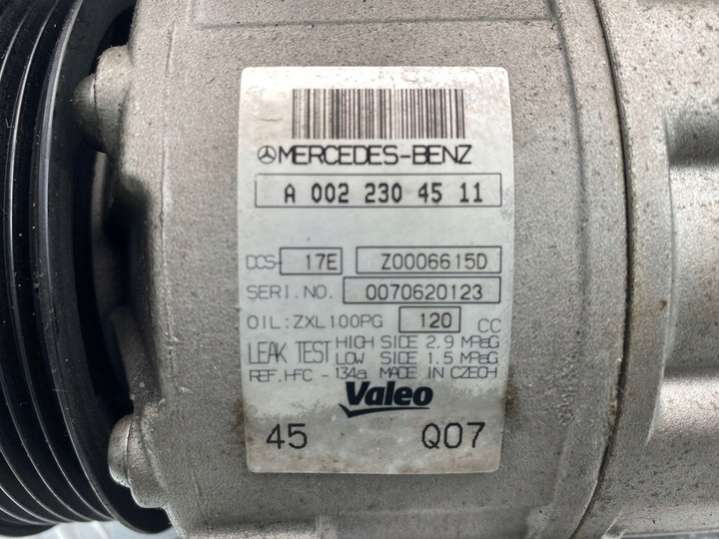 MERCEDES-BENZ
A 002 230 45 11
DCS- 17E Z0006615D
SERI.NO. 0070620123
OIL:ZXL100PG 120 CC
LEAK TEST HIGH SIDE 2.9 MPaG
LOW SIDE 1.5 MPaG
REF.HFC - 134a MADE IN CZECH
Valeo
45 Q07